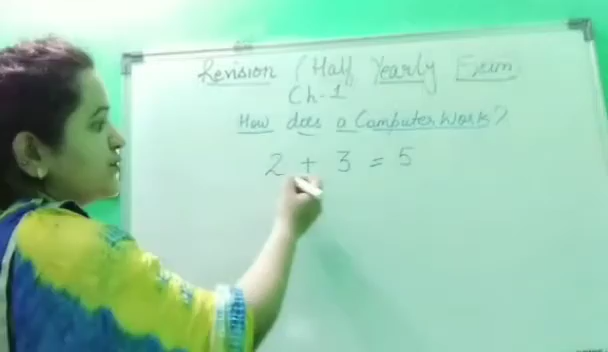 Revision (Half Yearly Exam
Ch-1
How does a Computer Work?
2 + 3 = 5